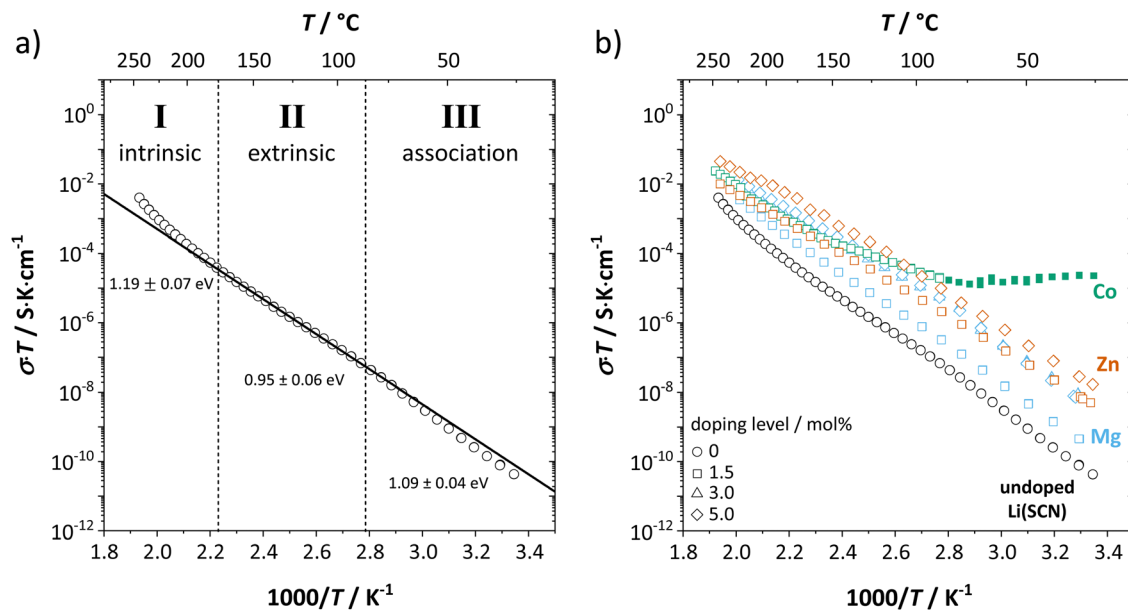 a)
T / °C
250 200 150 100 50
I II III
intrinsic extrinsic association
1.19 ± 0.07 eV
0.95 ± 0.06 eV
1.09 ± 0.04 eV
σ·T / S·K·cm⁻¹
10⁰
10⁻²
10⁻⁴
10⁻⁶
10⁻⁸
10⁻¹⁰
10⁻¹²
1.8 2.0 2.2 2.4 2.6 2.8 3.0 3.2 3.4
1000/T / K⁻¹
b)
T / °C
250 200 150 100 50
σ·T / S·K·cm⁻¹
10⁰
10⁻²
10⁻⁴
10⁻⁶
10⁻⁸
10⁻¹⁰
10⁻¹²
Co
Zn
Mg
doping level / mol%
0
1.5
3.0
5.0
undoped
Li(SCN)
1.8 2.0 2.2 2.4 2.6 2.8 3.0 3.2 3.4
1000/T / K⁻¹